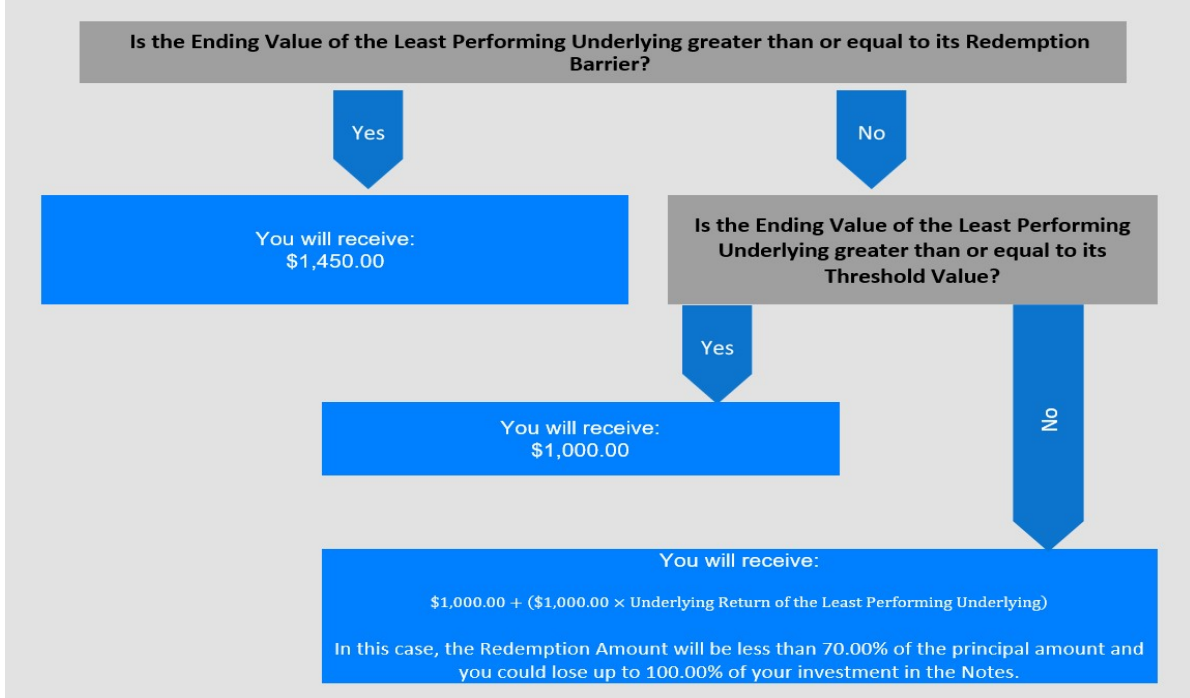 Is the Ending Value of the Least Performing Underlying greater than or equal to its Redemption
Barrier?
Yes
No
You will receive:
$1,450.00
Is the Ending Value of the Least Performing
Underlying greater than or equal to its
Threshold Value?
Yes
No
You will receive:
$1,000.00
You will receive:
$1,000.00 + ($1,000.00 × Underlying Return of the Least Performing Underlying)
In this case, the Redemption Amount will be less than 70.00% of the principal amount and
you could lose up to 100.00% of your investment in the Notes.